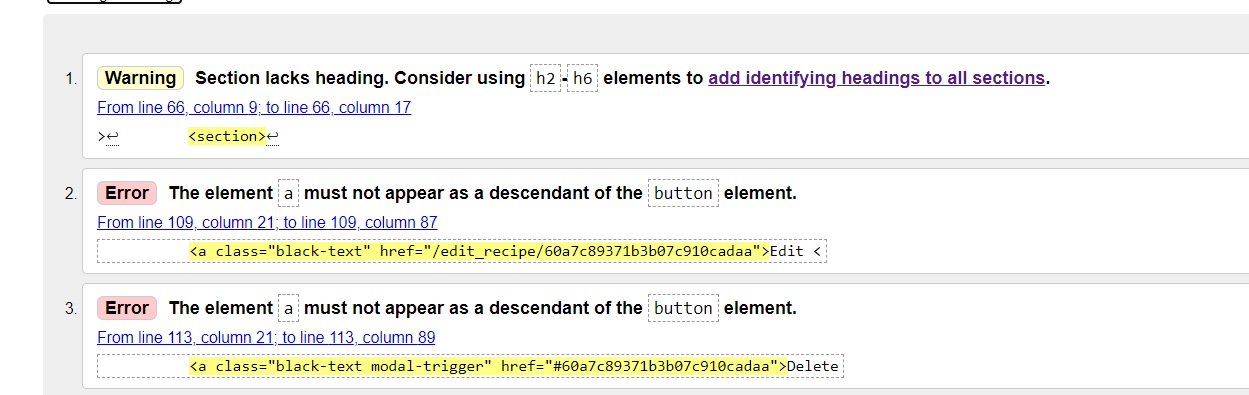 1. Warning Section lacks heading. Consider using h2-h6 elements to add identifying headings to all sections.
From line 66, column 9; to line 66, column 17
>↩ <section>↩
2. Error The element a must not appear as a descendant of the button element.
From line 109, column 21; to line 109, column 87
<a class="black-text" href="/edit_recipe/60a7c89371b3b07c910cadaa">Edit <
3. Error The element a must not appear as a descendant of the button element.
From line 113, column 21; to line 113, column 89
<a class="black-text modal-trigger" href="#60a7c89371b3b07c910cadaa">Delete